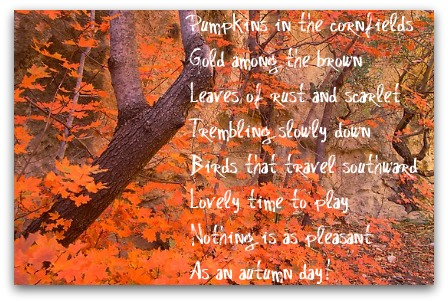 Pumpkins in the cornfields
Gold among the brown
Leaves of rust and scarlet
Trembling slowly down
Birds that travel southward
Lovely time to play
Nothing is as pleasant
As an autumn day!